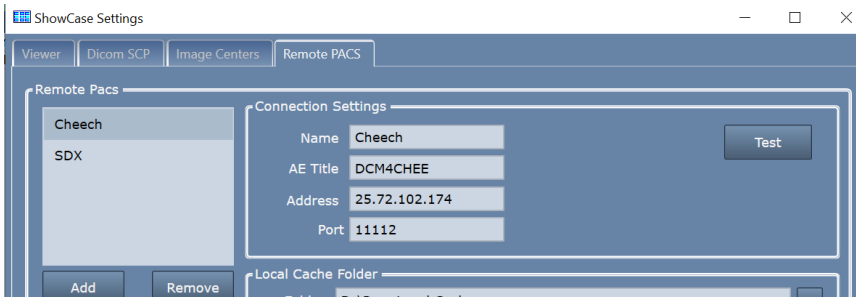 ShowCase Settings
Viewer Dicom SCP Image Centers Remote PACS
Remote Pacs
Cheech
SDX
Add Remove
Connection Settings
Name Cheech
AE Title DCM4CHEE
Address 25.72.102.174
Port 11112
Test
Local Cache Folder